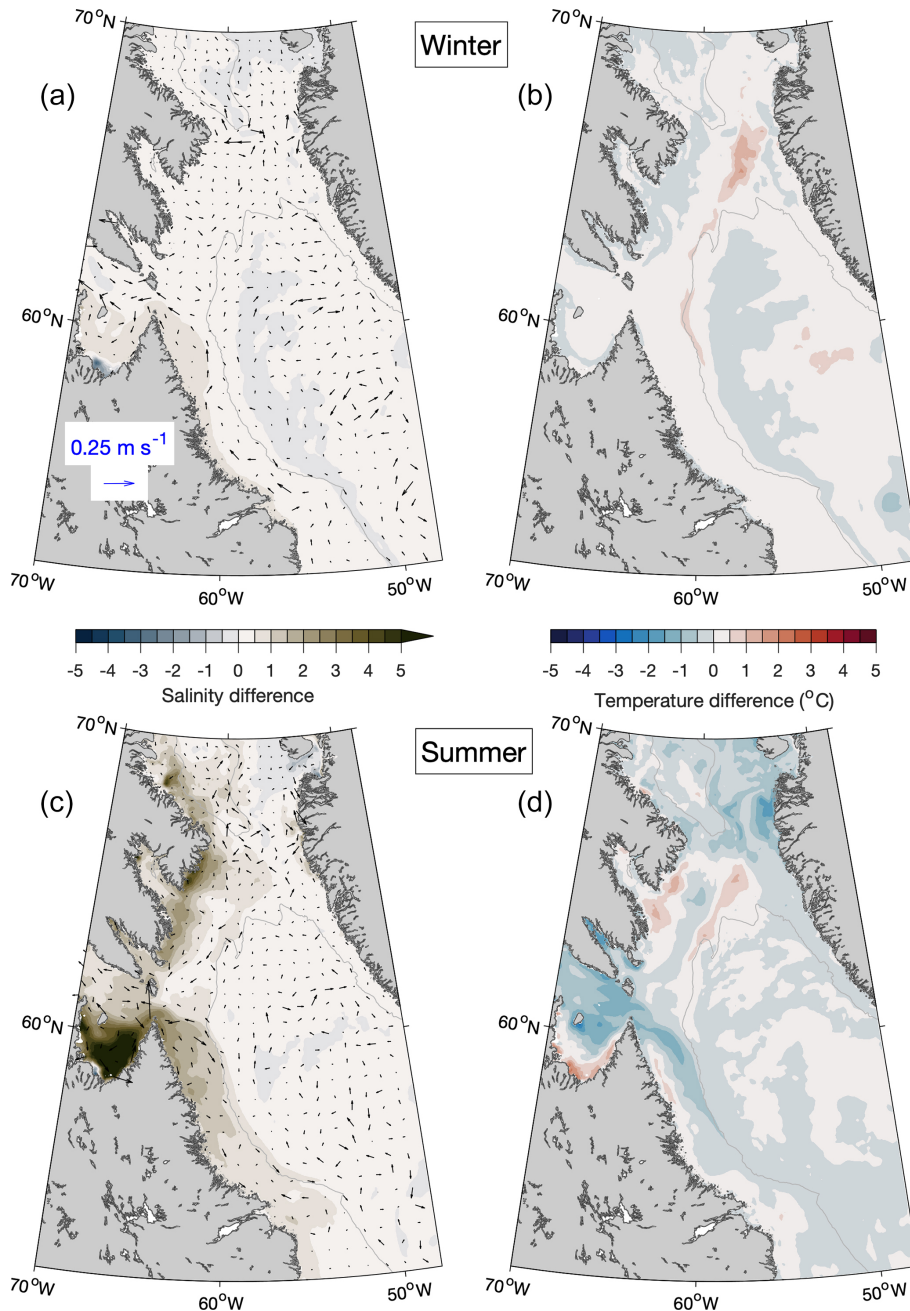 70°N
Winter
(a)
(b)
60°N
60°N
0.25 m s⁻¹
70°W
60°W
50°W
70°W
60°W
50°W
-5 -4 -3 -2 -1 0 1 2 3 4 5
Salinity difference
-5 -4 -3 -2 -1 0 1 2 3 4 5
Temperature difference (°C)
70°N
70°N
Summer
(c)
(d)
60°N
60°N
70°W
60°W
50°W
70°W
60°W
50°W
70°N